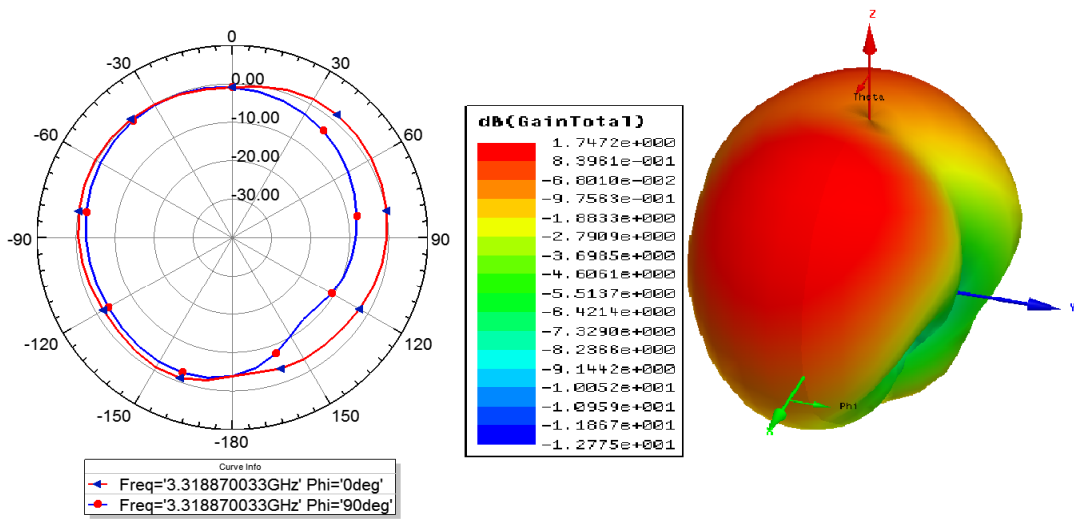 0
-30
30
-60
60
-90
90
-120
120
-150
150
-180
0.00
-10.00
-20.00
-30.00
Curve Info
Freq='3.318870033GHz' Phi='0deg'
Freq='3.318870033GHz' Phi='90deg'
dB(GainTotal)
1.7472e+000
8.3961e-001
-6.8010e-002
-9.7563e-001
-1.8833e+000
-2.7909e+000
-3.6985e+000
-4.6061e+000
-5.5137e+000
-6.4214e+000
-7.3290e+000
-8.2366e+000
-9.1442e+000
-1.0052e+001
-1.0959e+001
-1.1867e+001
-1.2775e+001
Z
Theta
Y
Phi
X